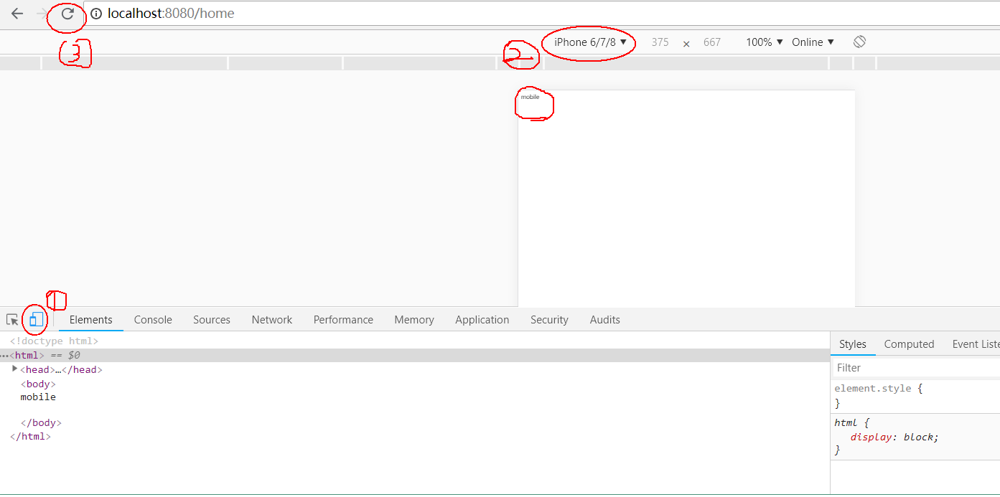 localhost:8080/home
3
iPhone 6/7/8 ▼ 375 × 667 100% ▼ Online ▼
2
mobile
1
Elements Console Sources Network Performance Memory Application Security Audits
<!doctype html>
…<html> == $0
<head>…</head>
<body>
mobile
</body>
</html>
Styles Computed Event Liste
Filter
element.style {
}
html {
display: block;
}